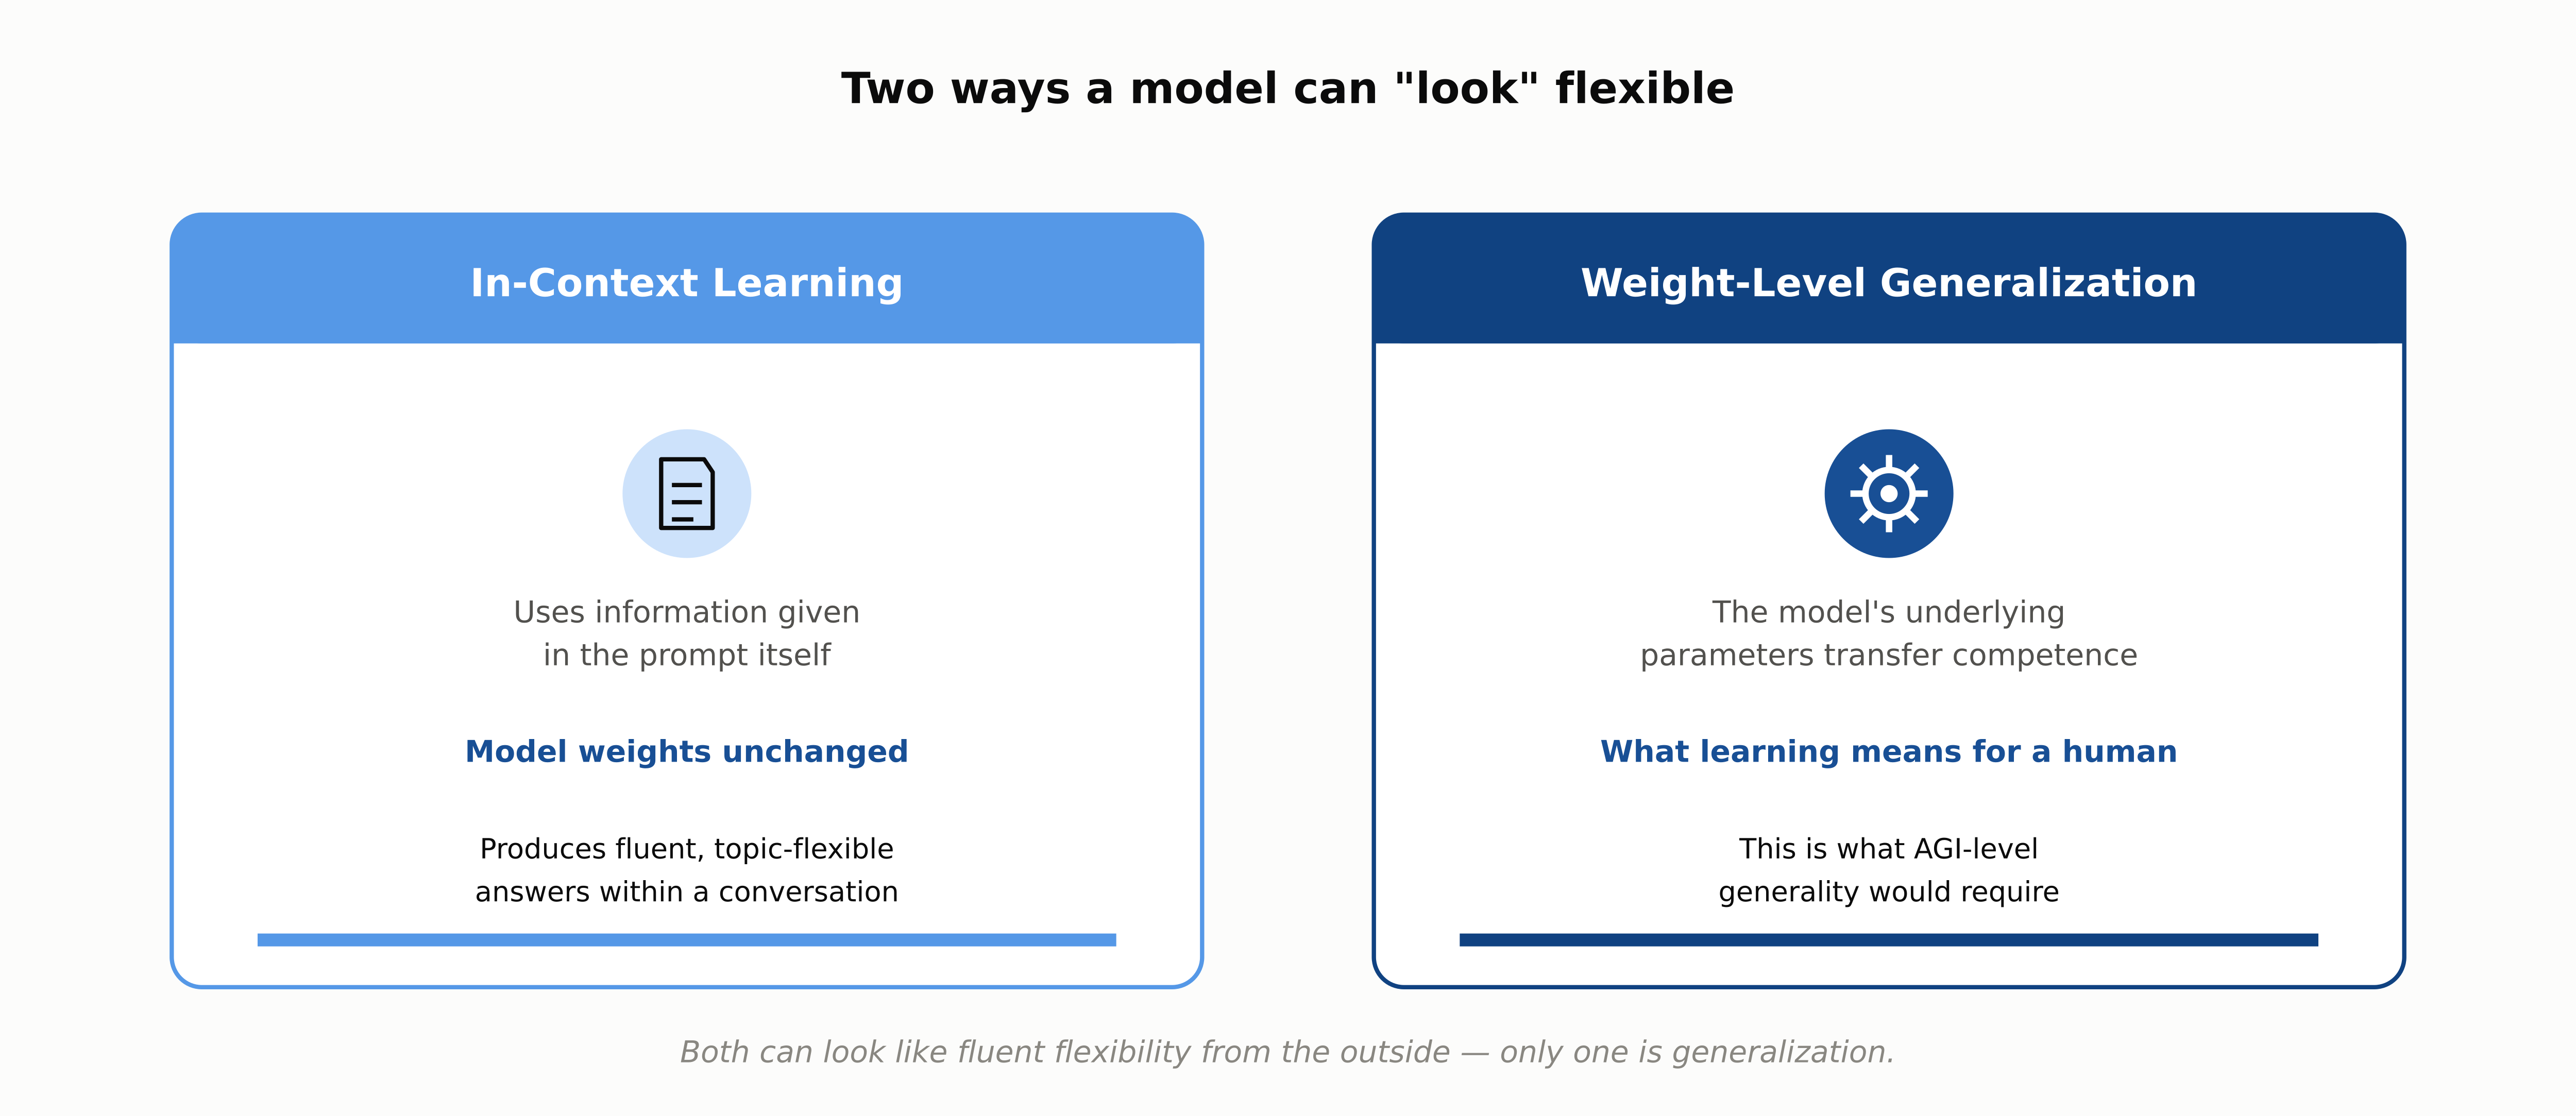 Two ways a model can "look" flexible
In-Context Learning
Uses information given
in the prompt itself
Model weights unchanged
Produces fluent, topic-flexible
answers within a conversation
Weight-Level Generalization
The model's underlying
parameters transfer competence
What learning means for a human
This is what AGI-level
generality would require
Both can look like fluent flexibility from the outside — only one is generalization.